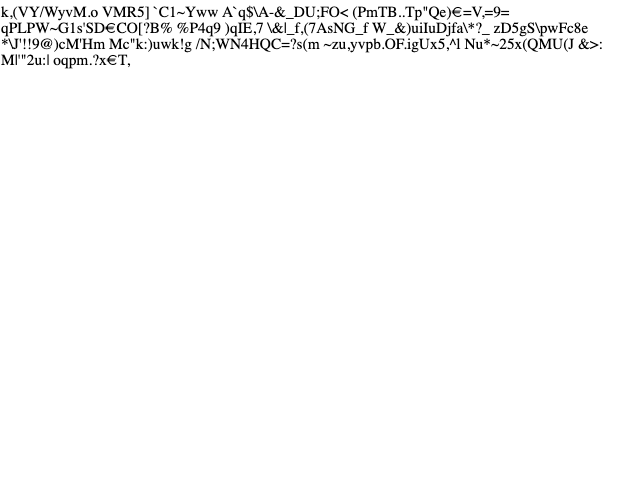 k,(VY/WyvM.o VMR5] `C1~Yww A`q$\A-&_DU;FO< (PmTB..Tp"Qe)€=V,=9=
qPLPW~G1s'SD€CO[?B% %P4q9 )qIE,7 \&|_f,(7AsNG_f W_&)uiIuDjfa\*?_ zD5gS\pwFc8e
*\J'!!9@)cM'Hm Mc"k:)uwk!g /N;WN4HQC=?s(m ~zu,yvpb.OF.igUx5,^l Nu*~25x(QMU(J &>:
M|'"2u:| oqpm.?x€T,